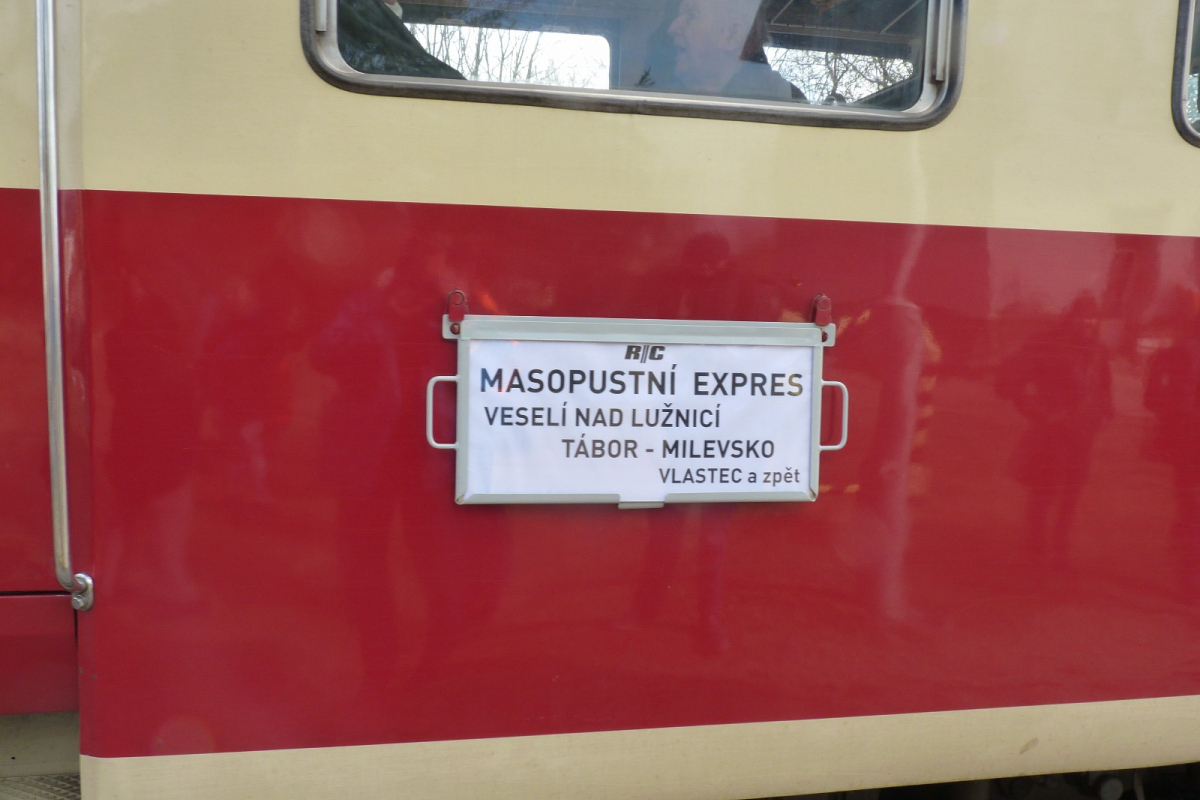 R//C
MASOPUSTNÍ EXPRES
VESELÍ NAD LUŽNICÍ
TÁBOR - MILEVSKO
VLASTEC a zpět